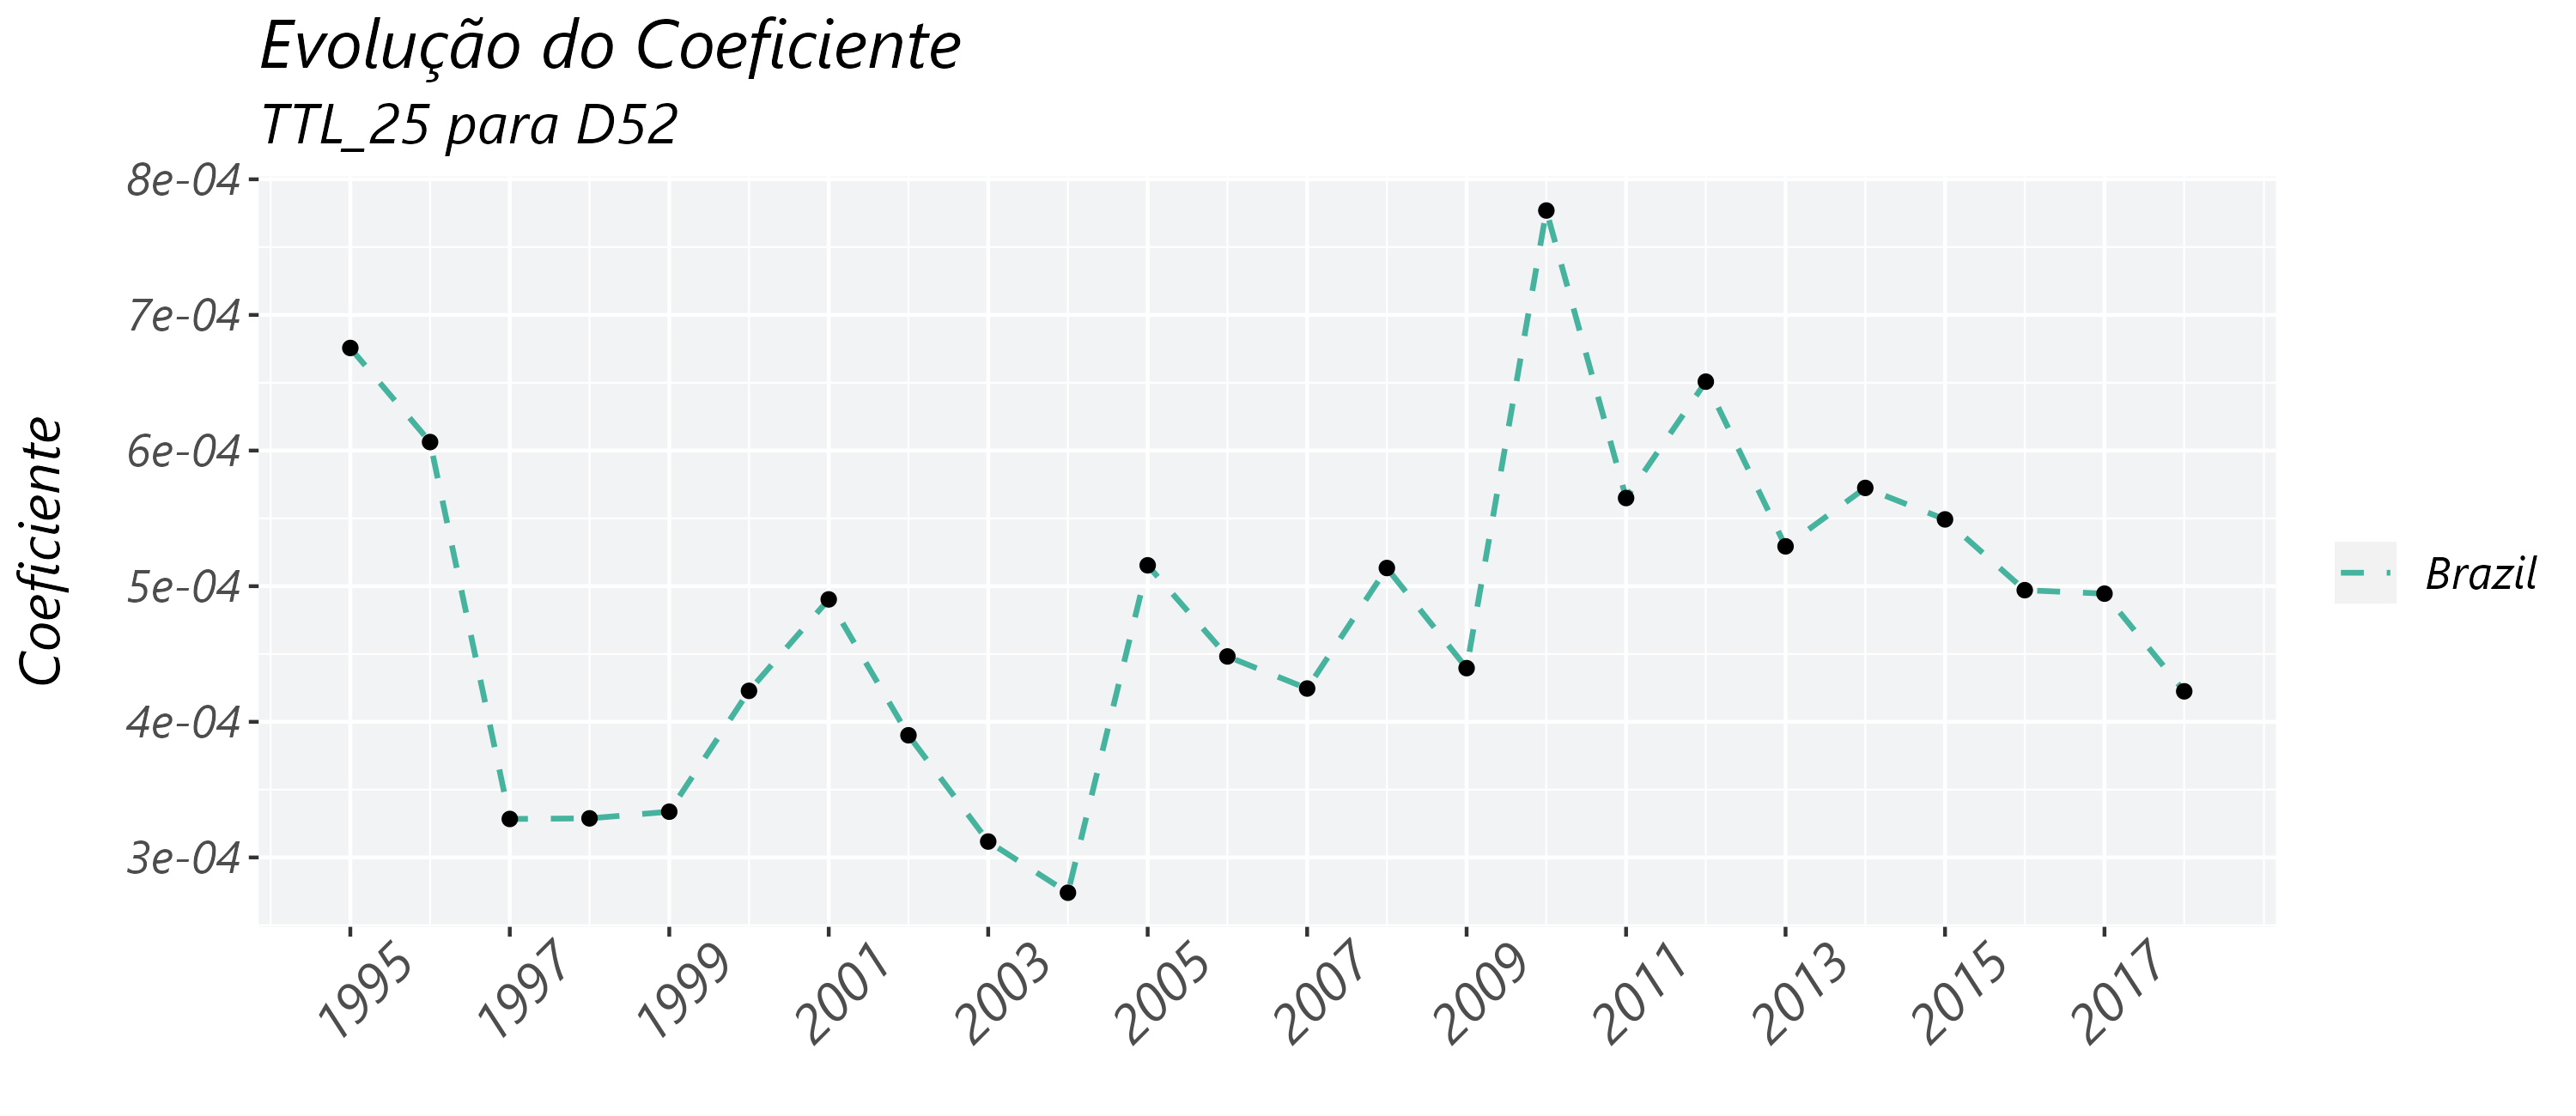 Evolução do Coeficiente
TTL_25 para D52
Coeficiente
8e-04
7e-04
6e-04
5e-04
4e-04
3e-04
1995
1997
1999
2001
2003
2005
2007
2009
2011
2013
2015
2017
Brazil